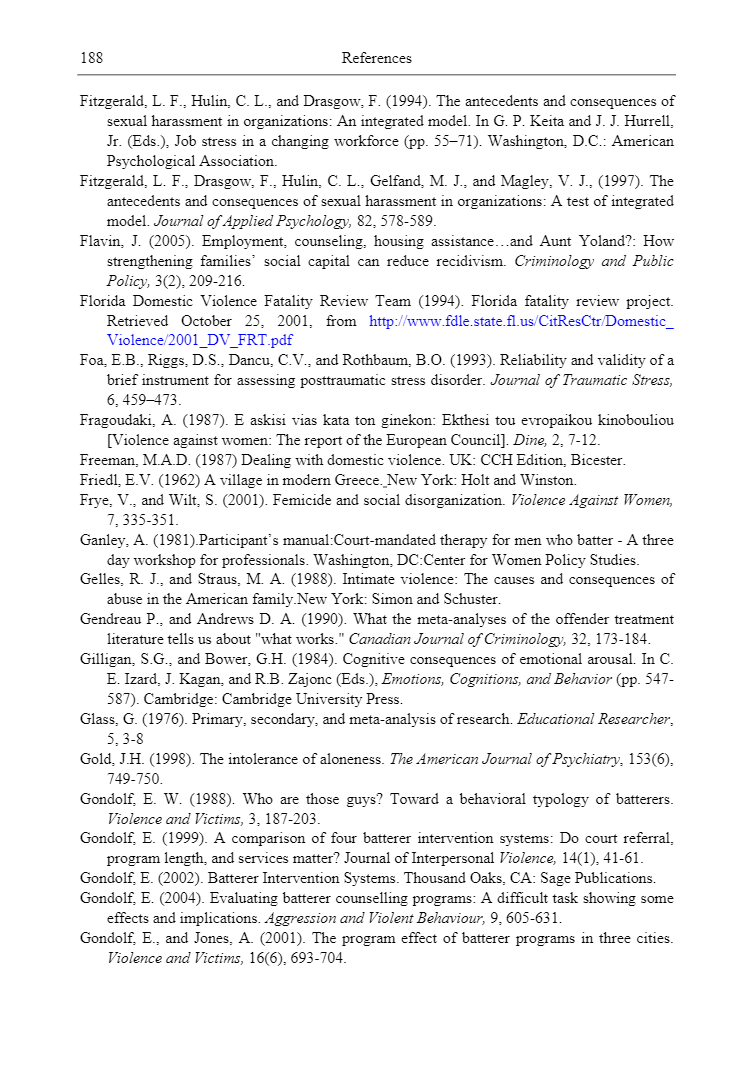 188 References
Fitzgerald, L. F., Hulin, C. L., and Drasgow, F. (1994). The antecedents and consequences of
sexual harassment in organizations: An integrated model. In G. P. Keita and J. J. Hurrell,
Jr. (Eds.), Job stress in a changing workforce (pp. 55–71). Washington, D.C.: American
Psychological Association.
Fitzgerald, L. F., Drasgow, F., Hulin, C. L., Gelfand, M. J., and Magley, V. J., (1997). The
antecedents and consequences of sexual harassment in organizations: A test of integrated
model. Journal of Applied Psychology, 82, 578-589.
Flavin, J. (2005). Employment, counseling, housing assistance…and Aunt Yoland?: How
strengthening families’ social capital can reduce recidivism. Criminology and Public
Policy, 3(2), 209-216.
Florida Domestic Violence Fatality Review Team (1994). Florida fatality review project.
Retrieved October 25, 2001, from http://www.fdle.state.fl.us/CitResCtr/Domestic_
Violence/2001_DV_FRT.pdf
Foa, E.B., Riggs, D.S., Dancu, C.V., and Rothbaum, B.O. (1993). Reliability and validity of a
brief instrument for assessing posttraumatic stress disorder. Journal of Traumatic Stress,
6, 459–473.
Fragoudaki, A. (1987). E askisi vias kata ton ginekon: Ekthesi tou evropaikou kinobouliou
[Violence against women: The report of the European Council]. Dine, 2, 7-12.
Freeman, M.A.D. (1987) Dealing with domestic violence. UK: CCH Edition, Bicester.
Friedl, E.V. (1962) A village in modern Greece. New York: Holt and Winston.
Frye, V., and Wilt, S. (2001). Femicide and social disorganization. Violence Against Women,
7, 335-351.
Ganley, A. (1981).Participant’s manual:Court-mandated therapy for men who batter - A three
day workshop for professionals. Washington, DC:Center for Women Policy Studies.
Gelles, R. J., and Straus, M. A. (1988). Intimate violence: The causes and consequences of
abuse in the American family.New York: Simon and Schuster.
Gendreau P., and Andrews D. A. (1990). What the meta-analyses of the offender treatment
literature tells us about "what works." Canadian Journal of Criminology, 32, 173-184.
Gilligan, S.G., and Bower, G.H. (1984). Cognitive consequences of emotional arousal. In C.
E. Izard, J. Kagan, and R.B. Zajonc (Eds.), Emotions, Cognitions, and Behavior (pp. 547-
587). Cambridge: Cambridge University Press.
Glass, G. (1976). Primary, secondary, and meta-analysis of research. Educational Researcher,
5, 3-8
Gold, J.H. (1998). The intolerance of aloneness. The American Journal of Psychiatry, 153(6),
749-750.
Gondolf, E. W. (1988). Who are those guys? Toward a behavioral typology of batterers.
Violence and Victims, 3, 187-203.
Gondolf, E. (1999). A comparison of four batterer intervention systems: Do court referral,
program length, and services matter? Journal of Interpersonal Violence, 14(1), 41-61.
Gondolf, E. (2002). Batterer Intervention Systems. Thousand Oaks, CA: Sage Publications.
Gondolf, E. (2004). Evaluating batterer counselling programs: A difficult task showing some
effects and implications. Aggression and Violent Behaviour, 9, 605-631.
Gondolf, E., and Jones, A. (2001). The program effect of batterer programs in three cities.
Violence and Victims, 16(6), 693-704.